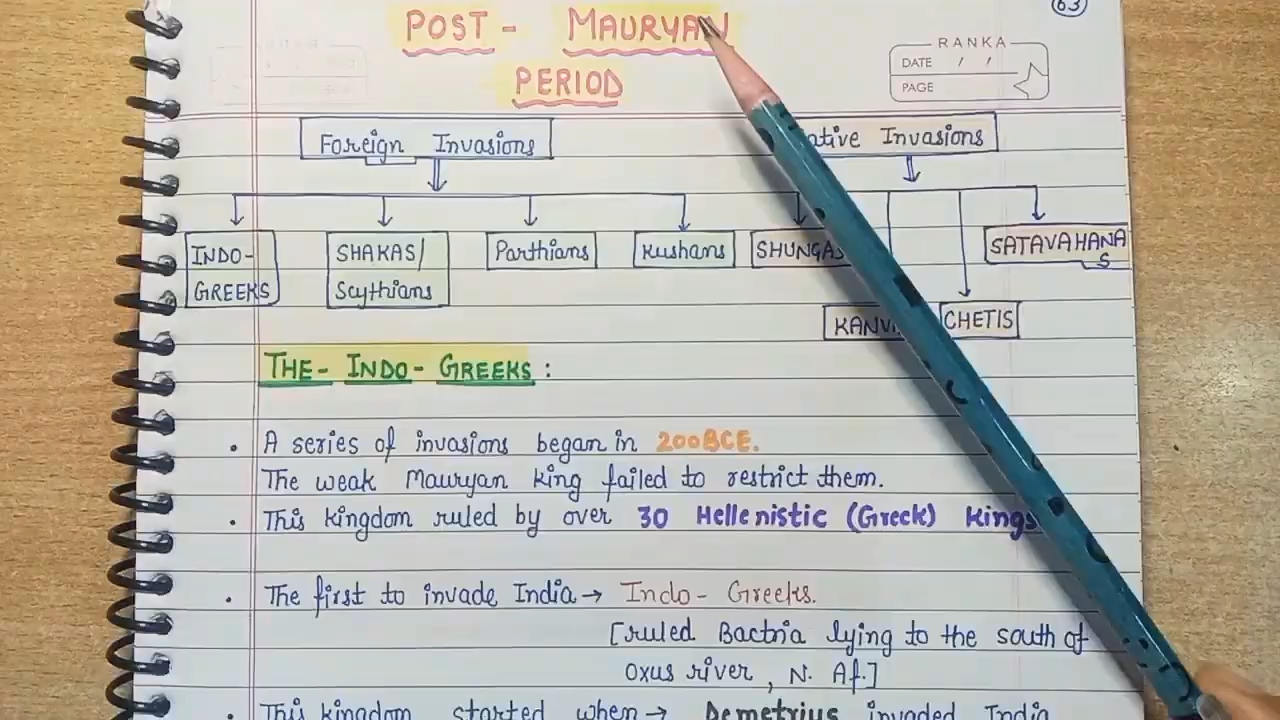 63
POST - MAURYAN
PERIOD
RANKA
DATE / /
PAGE
Foreign Invasions
ative Invasions
INDO-
GREEKS
SHAKAS/
Scythians
Parthians
Kushans
SHUNGAS
SATAVAHANA
S
KANV
CHETIS
THE - INDO - GREEKS :
. A series of invasions began in 200BCE.
The weak Mauryan king failed to restrict them.
. This kingdom ruled by over 30 Hellenistic (Greek) Kings
. The first to invade India → Indo - Greeks.
[ruled Bactria lying to the south of
Oxus river, N. Af.]
. This kingdom started when → Demetrius invaded India